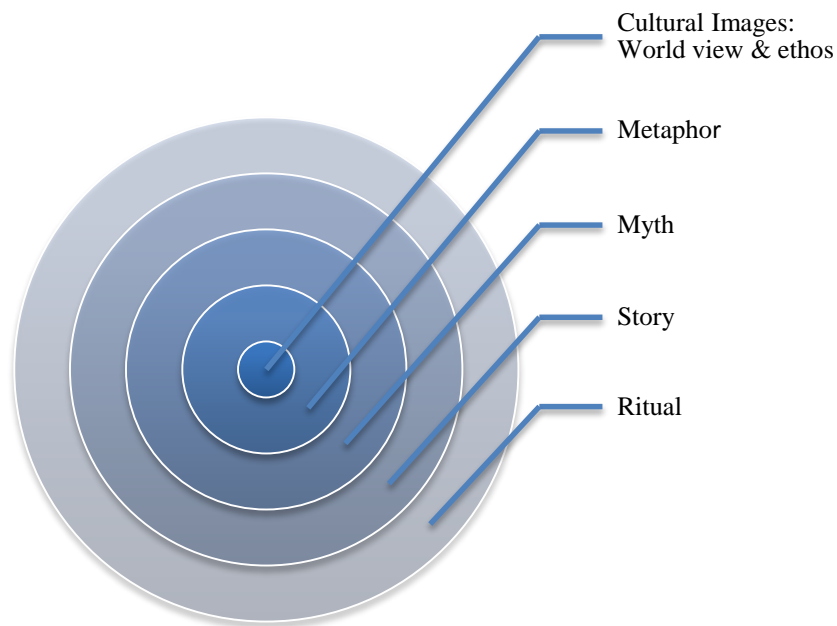 Cultural Images:
World view & ethos
Metaphor
Myth
Story
Ritual